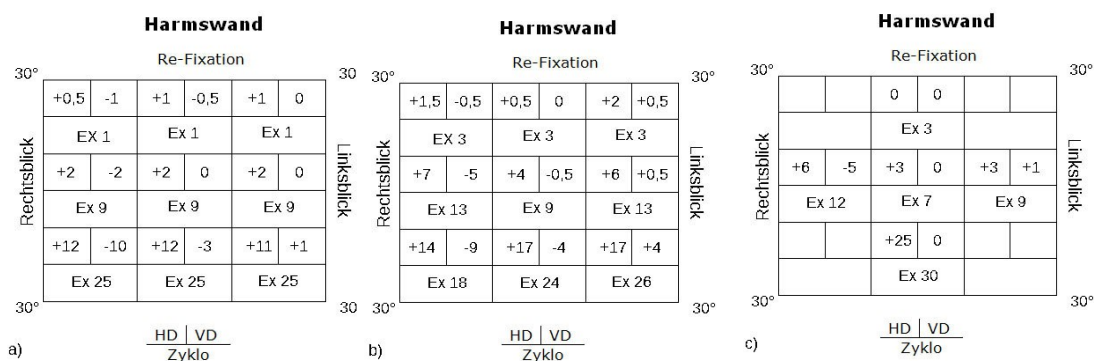 Harmswand
Re-Fixation
30° 30
+0,5 -1 +1 -0,5 +1 0
EX 1 Ex 1 Ex 1
Rechtsblick
+2 -2 +2 0 +2 0
Linksblick
Ex 9 Ex 9 Ex 9
+12 -10 +12 -3 +11 +1
Ex 25 Ex 25 Ex 25
30° 30
HD VD
Zyklo
a)
Harmswand
Re-Fixation
30° 30°
+1,5 -0,5 +0,5 0 +2 +0,5
EX 3 Ex 3 Ex 3
Rechtsblick
+7 -5 +4 -0,5 +6 +0,5
Linksblick
Ex 13 Ex 9 Ex 13
+14 -9 +17 -4 +17 +4
Ex 18 Ex 24 Ex 26
30° 30°
HD VD
Zyklo
b)
Harmswand
Re-Fixation
30° 30°
0 0
Ex 3
Rechtsblick
+6 -5 +3 0 +3 +1
Linksblick
Ex 12 Ex 7 Ex 9
+25 0
Ex 30
30° 30°
HD VD
Zyklo
c)